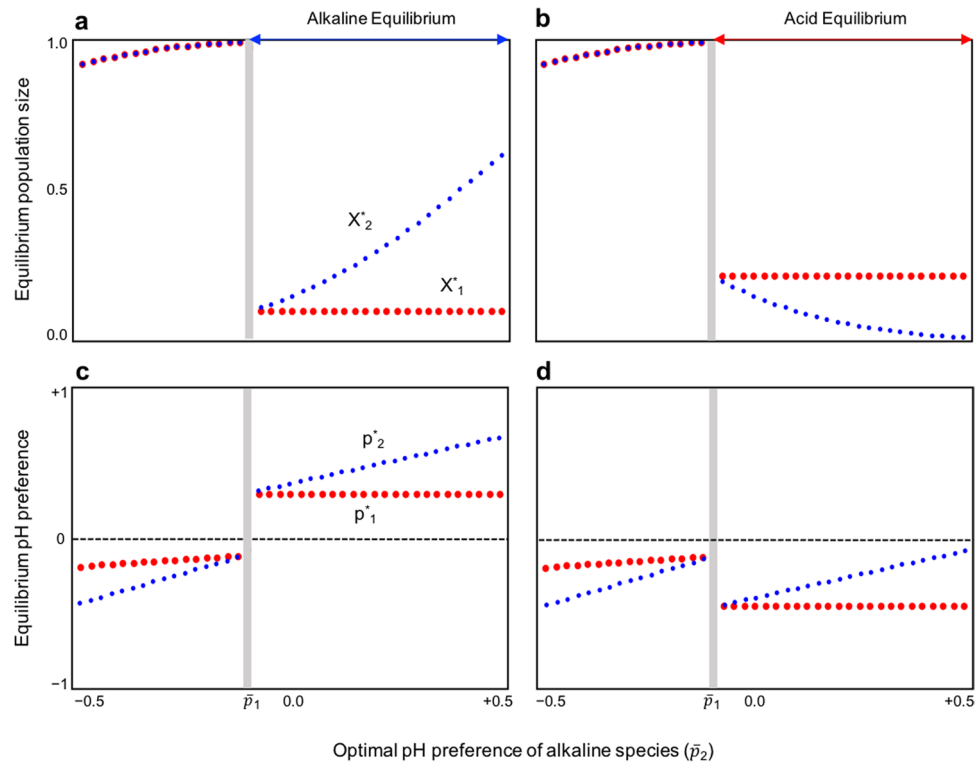 a
Alkaline Equilibrium
b
Acid Equilibrium
Equilibrium population size
1.0
0.5
0.0
X*2
X*1
c
d
Equilibrium pH preference
+1
0
−1
p*2
p*1
−0.5
p̄1
0.0
+0.5
−0.5
p̄1
0.0
+0.5
Optimal pH preference of alkaline species (p̄2)